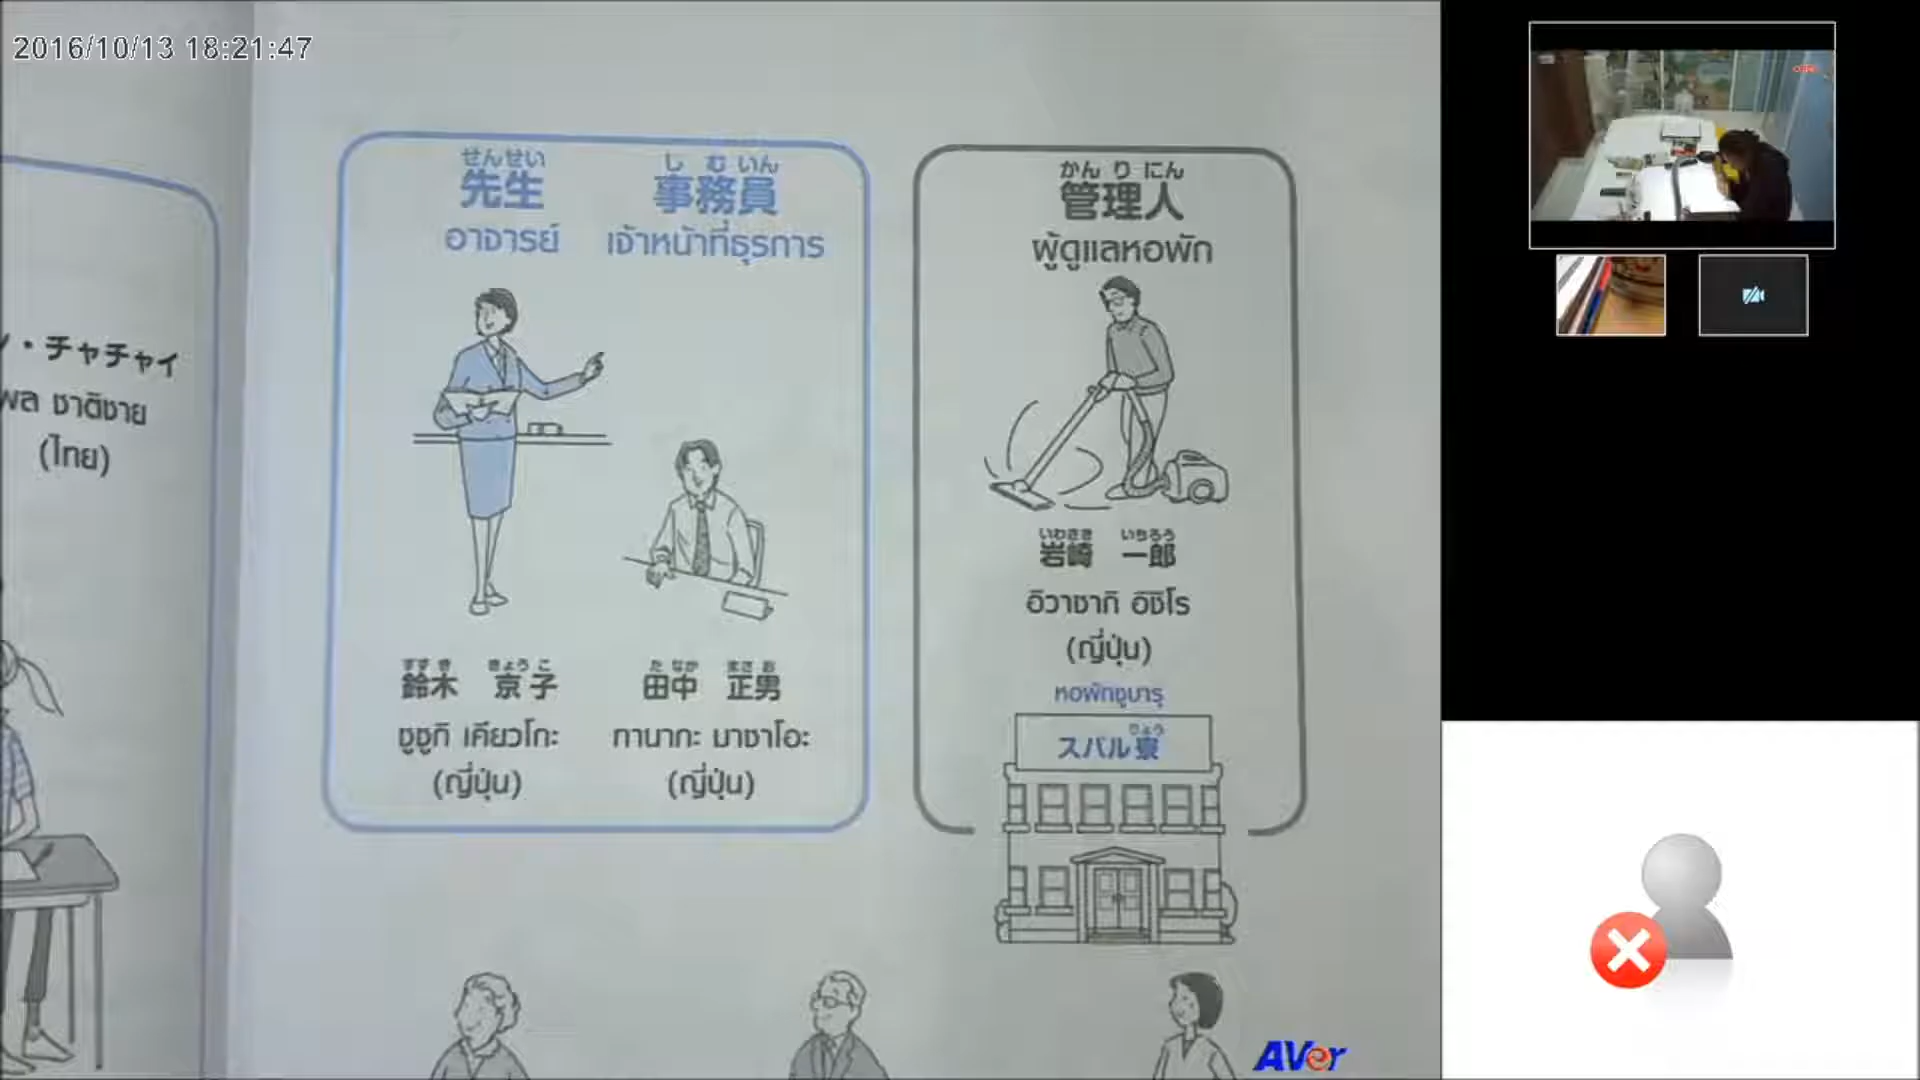 2016/10/13 18:21:47
・チャチャイ
พล ชาติชาย
(ไทย)
せんせい
先生
อาจารย์
じ む いん
事務員
เจ้าหน้าที่ธุรการ
すず き きょう こ
鈴木 京子
ซูซูกิ เคียวโกะ
(ญี่ปุ่น)
た なか まさ お
田中 正男
ทานากะ มาซาโอะ
(ญี่ปุ่น)
かん り にん
管理人
ผู้ดูแลหอพัก
いわさき いちろう
岩崎 一郎
อิวาซากิ อิชิโร
(ญี่ปุ่น)
หอพักซูบารุ
りょう
スバル寮
AVer